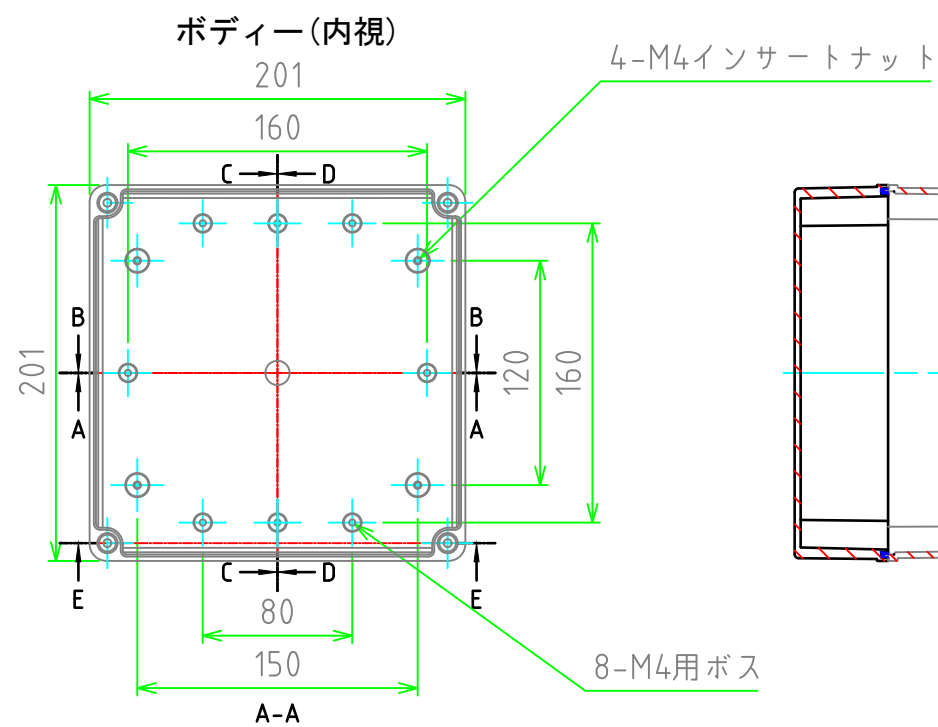 ボディー(内視)
4-M4インサートナット
201
160
C D
B B
201
120
160
A A
C D
E E
80
150
8-M4用ボス
A-A